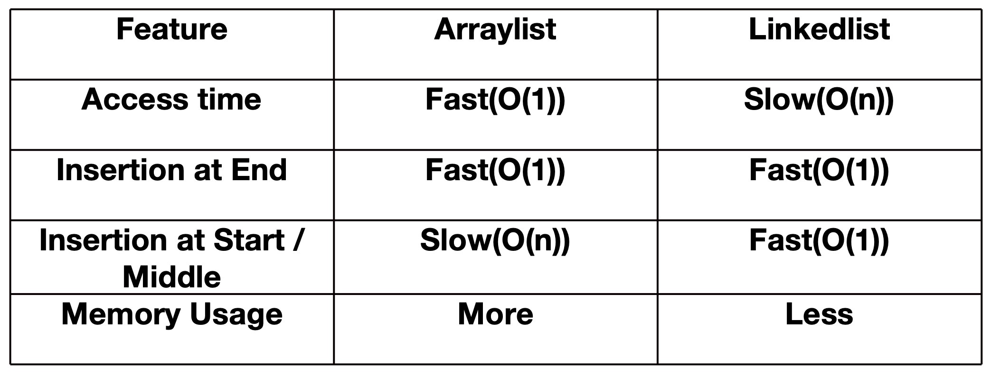 Feature Arraylist Linkedlist
Access time Fast(O(1)) Slow(O(n))
Insertion at End Fast(O(1)) Fast(O(1))
Insertion at Start / Slow(O(n)) Fast(O(1))
Middle
Memory Usage More Less